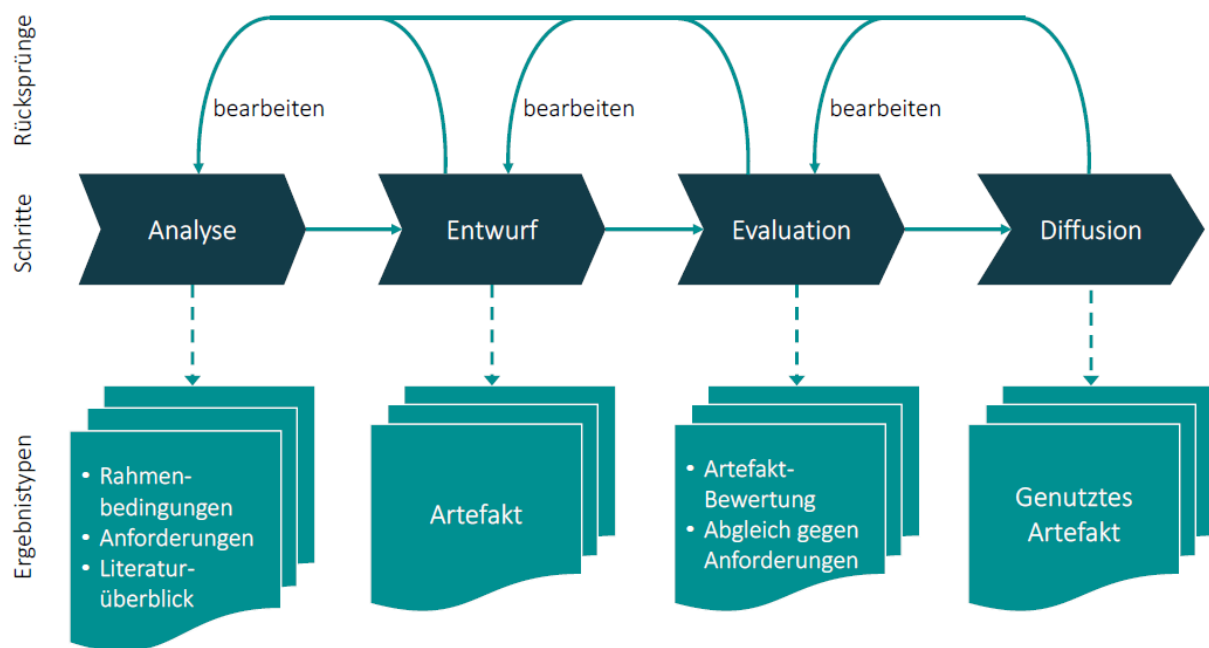 Rücksprünge
bearbeiten
bearbeiten
bearbeiten
Schritte
Analyse
Entwurf
Evaluation
Diffusion
Ergebnistypen
• Rahmen-
bedingungen
• Anforderungen
• Literatur-
überblick
Artefakt
• Artefakt-
Bewertung
• Abgleich gegen
Anforderungen
Genutztes
Artefakt